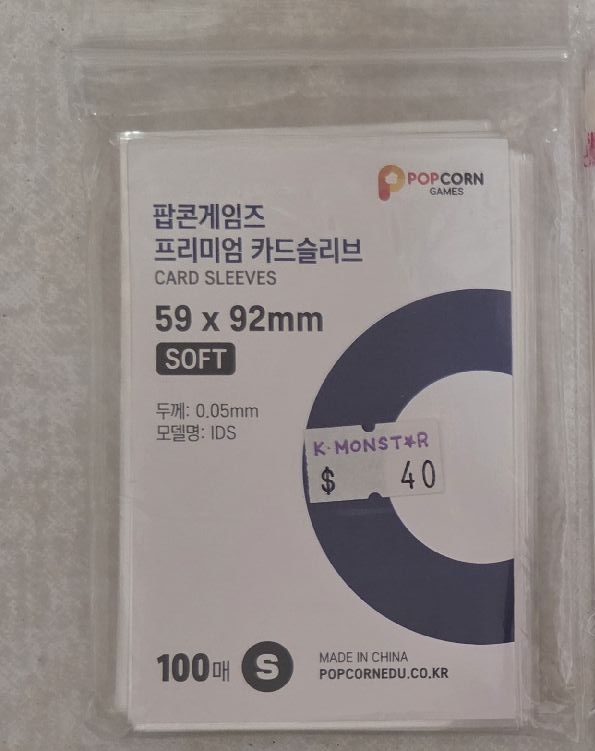 POPCORN
GAMES
팝콘게임즈
프리미엄 카드슬리브
CARD SLEEVES
59 x 92mm
SOFT
두께: 0.05mm
모델명: IDS
K·MONST★R
$ 40
100매 S
MADE IN CHINA
POPCORNEDU.CO.KR